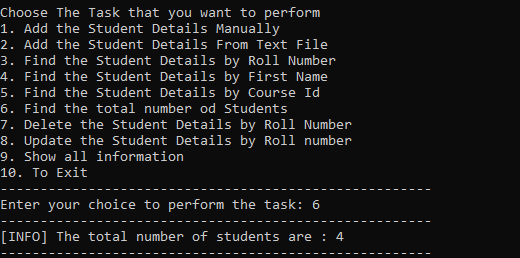 Choose The Task that you want to perform
1. Add the Student Details Manually
2. Add the Student Details From Text File
3. Find the Student Details by Roll Number
4. Find the Student Details by First Name
5. Find the Student Details by Course Id
6. Find the total number od Students
7. Delete the Student Details by Roll Number
8. Update the Student Details by Roll number
9. Show all information
10. To Exit
------------------------------------------------------
Enter your choice to perform the task: 6
------------------------------------------------------
[INFO] The total number of students are : 4
------------------------------------------------------